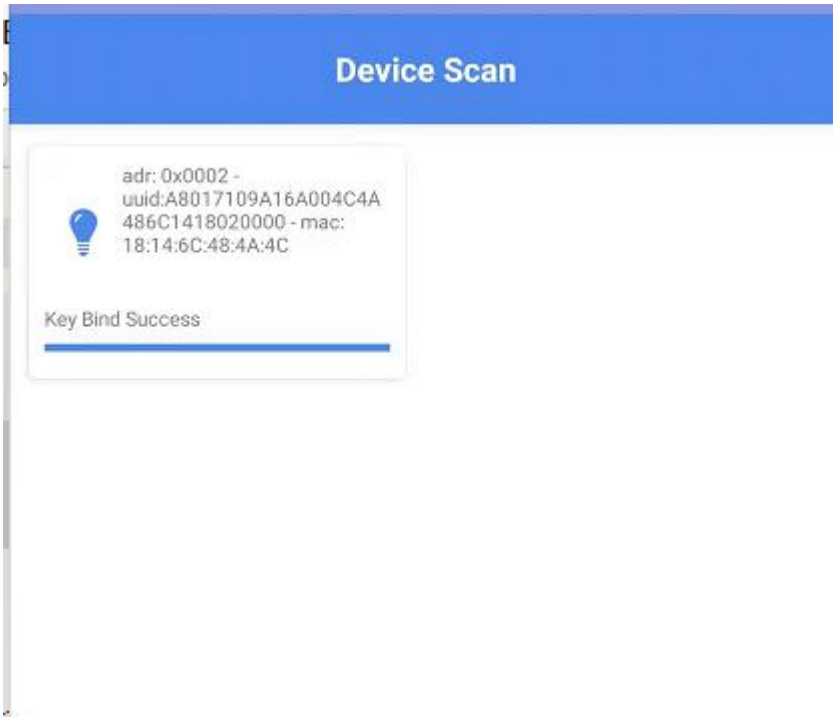 Device Scan
adr: 0x0002 -
uuid:A8017109A16A004C4A
486C1418020000 - mac:
18:14:6C:48:4A:4C
Key Bind Success